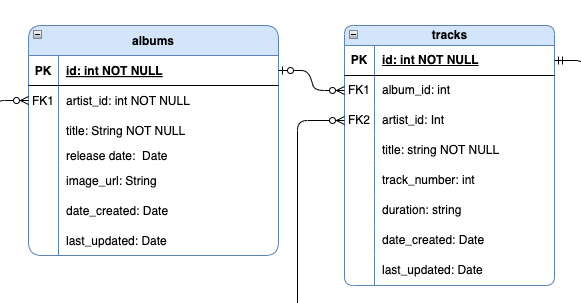 albums
PK id: int NOT NULL
FK1 artist_id: int NOT NULL
title: String NOT NULL
release date:  Date
image_url: String
date_created: Date
last_updated: Date
tracks
PK id: int NOT NULL
FK1 album_id: int
FK2 artist_id: Int
title: string NOT NULL
track_number: int
duration: string
date_created: Date
last_updated: Date